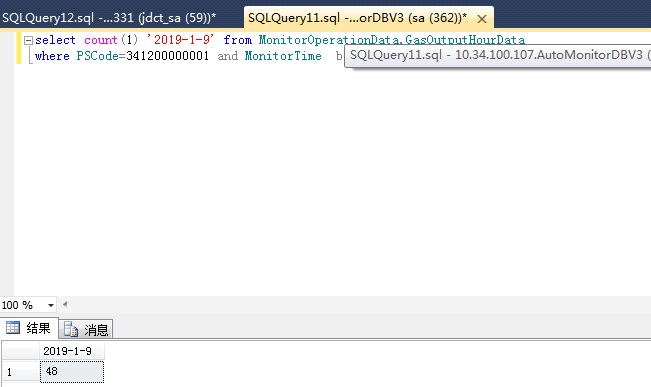 SQLQuery12.sql -...331 (jdct_sa (59))* SQLQuery11.sql -...orDBV3 (sa (362))*
select count(1) '2019-1-9' from MonitorOperationData.GasOutputHourData
where PSCode=341200000001 and MonitorTime b
SQLQuery11.sql - 10.34.100.107.AutoMonitorDBV3 (
100 %
结果 消息
2019-1-9
1 48